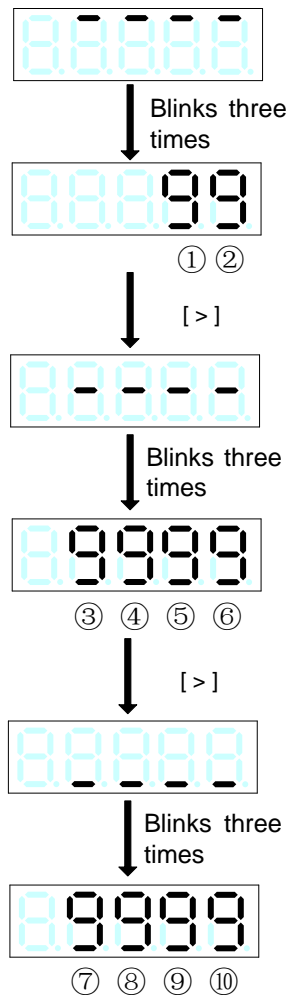 Blinks three
times
99
① ②
[ > ]
- - - -
Blinks three
times
9999
③ ④ ⑤ ⑥
[ > ]
Blinks three
times
9999
⑦ ⑧ ⑨ ⑩